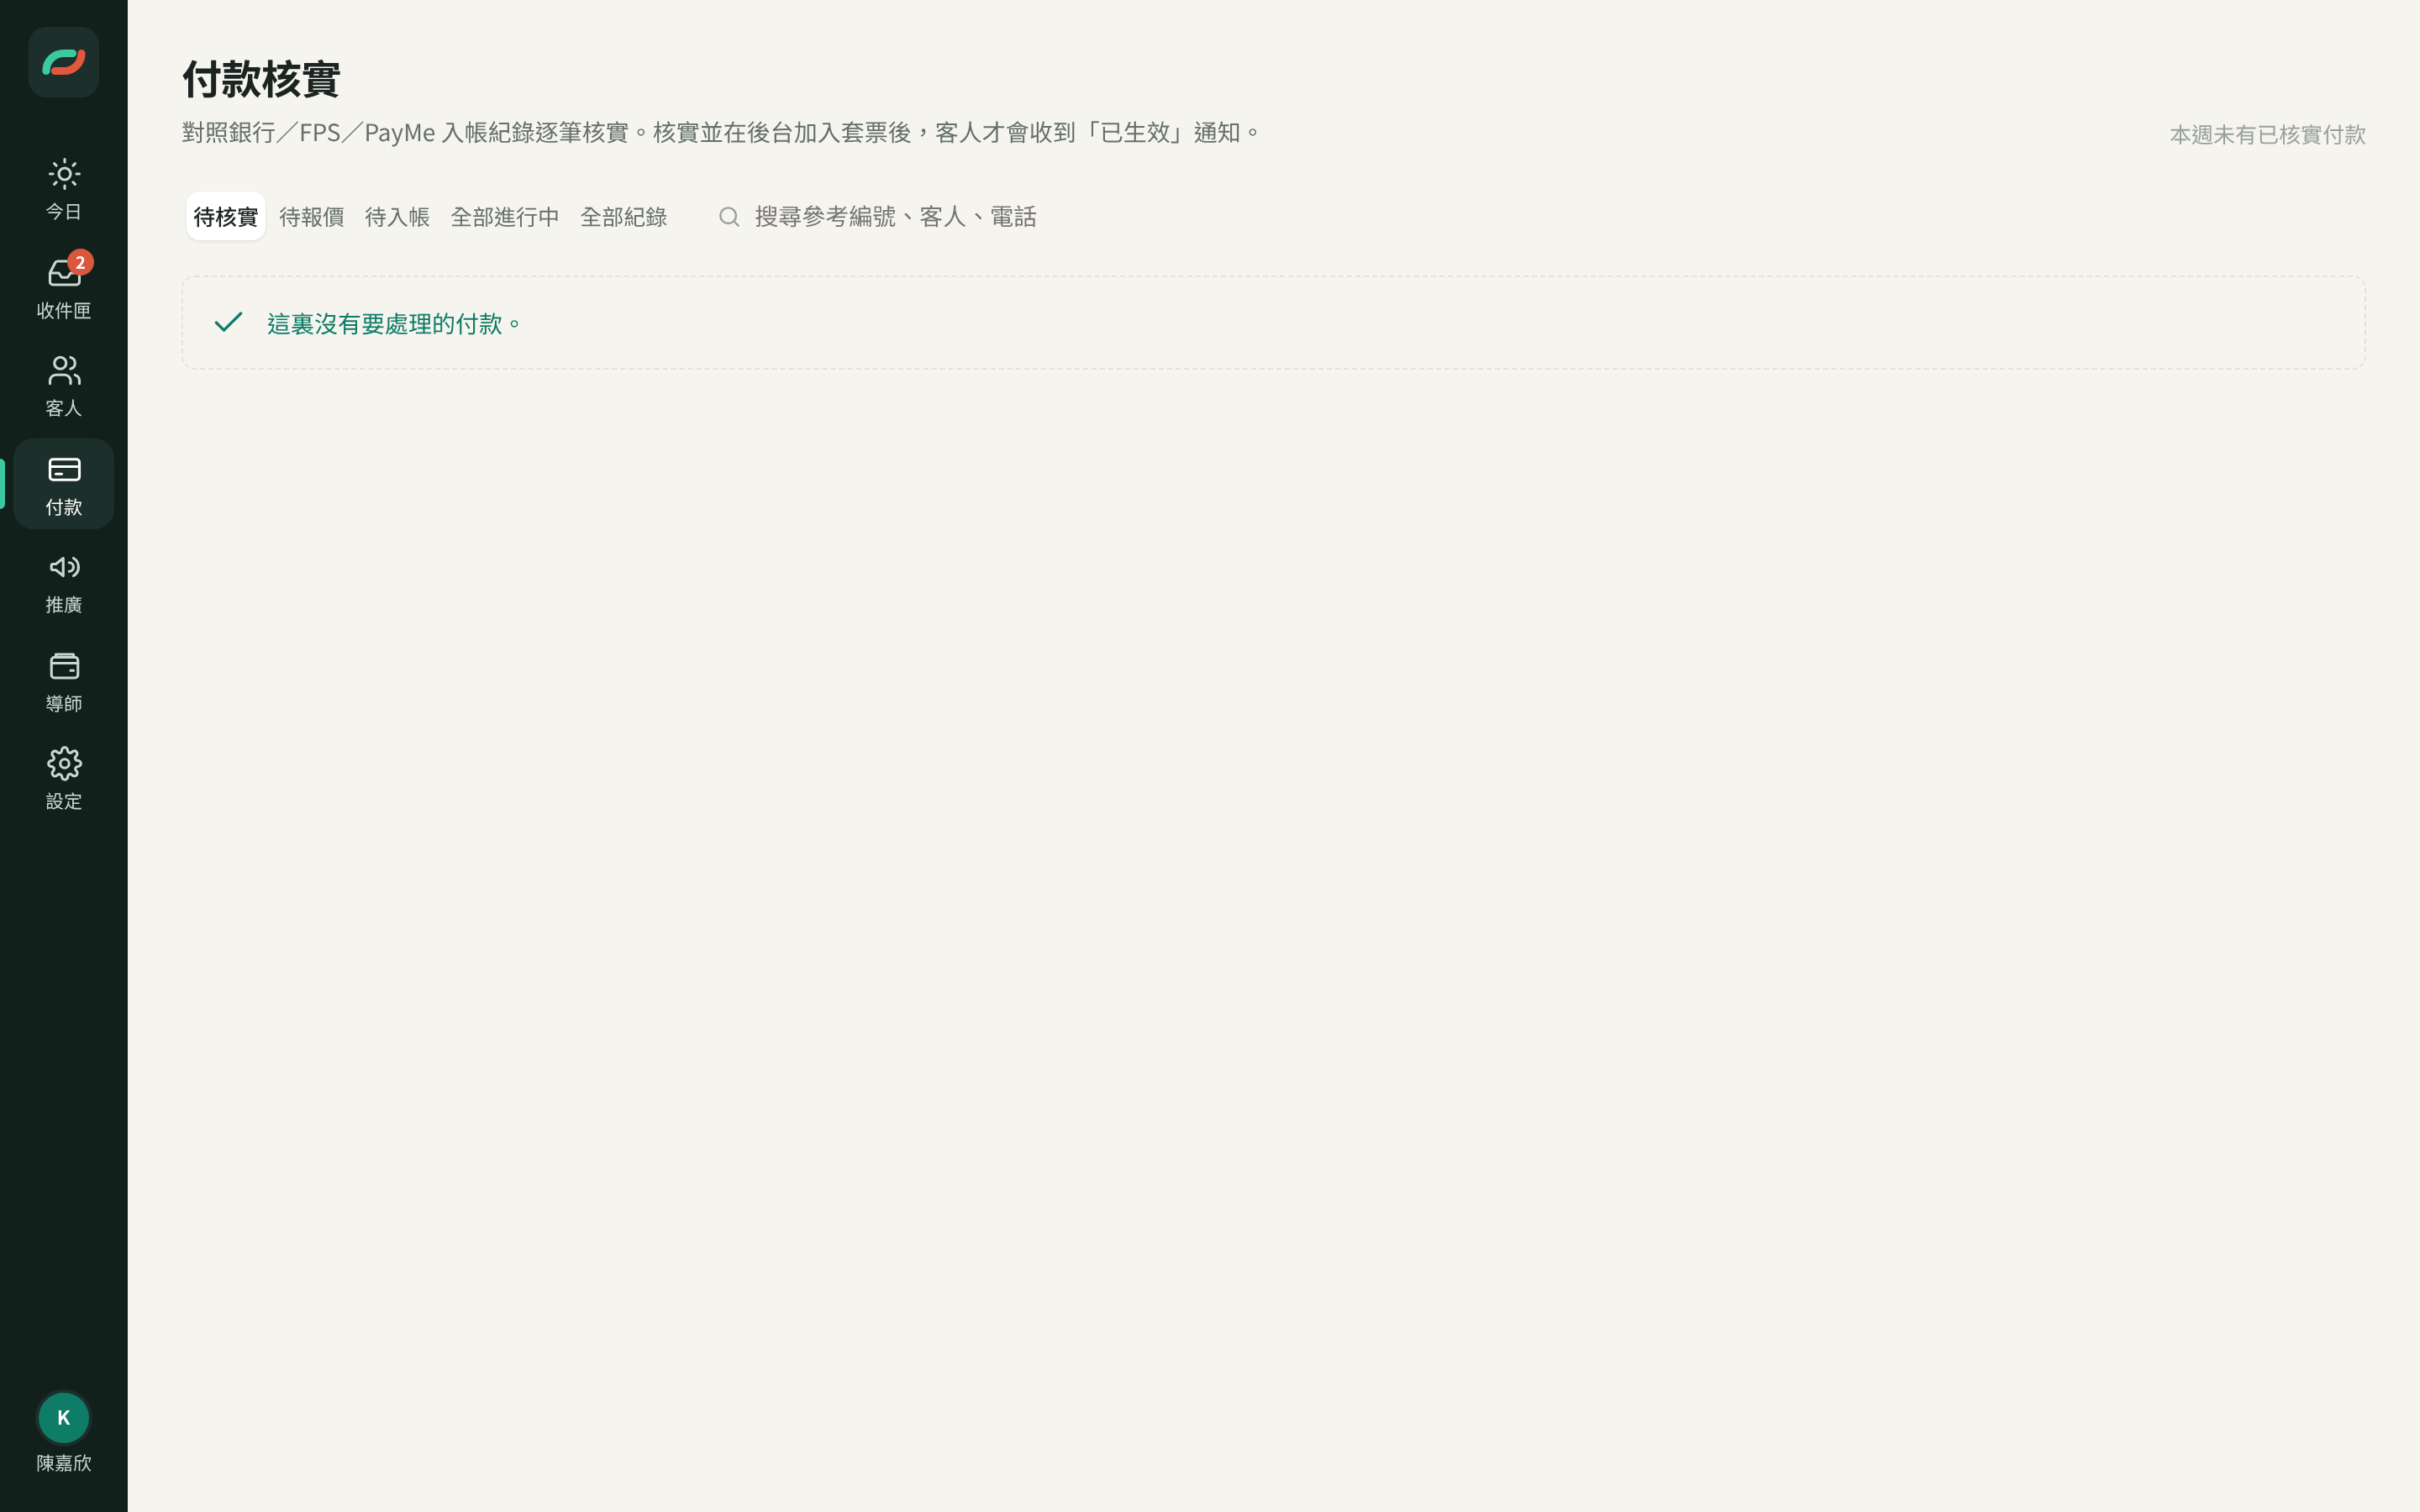 付款核實
對照銀行／FPS／PayMe 入帳紀錄逐筆核實。核實並在後台加入套票後，客人才會收到「已生效」通知。
本週未有已核實付款
待核實 待報價 待入帳 全部進行中 全部紀錄 搜尋參考編號、客人、電話
這裏沒有要處理的付款。
今日
2
收件匣
客人
付款
推廣
導師
設定
K
陳嘉欣